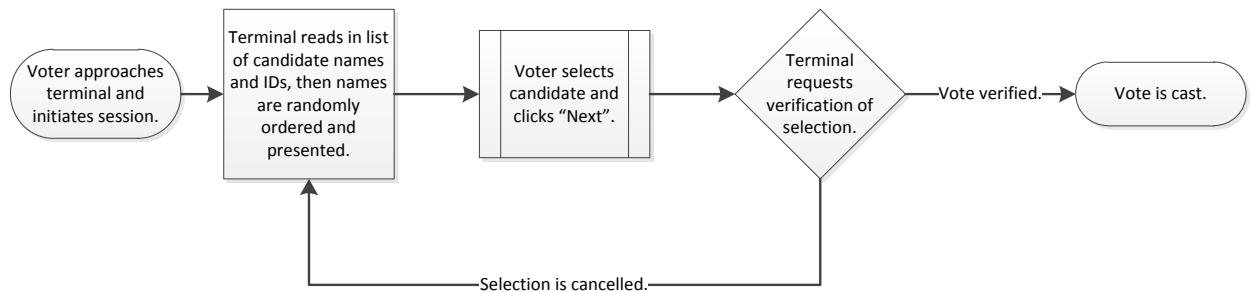 Voter approaches
terminal and
initiates session.
Terminal reads in list
of candidate names
and IDs, then names
are randomly
ordered and
presented.
Voter selects
candidate and
clicks “Next”.
Terminal
requests
verification of
selection.
Vote verified.
Vote is cast.
Selection is cancelled.